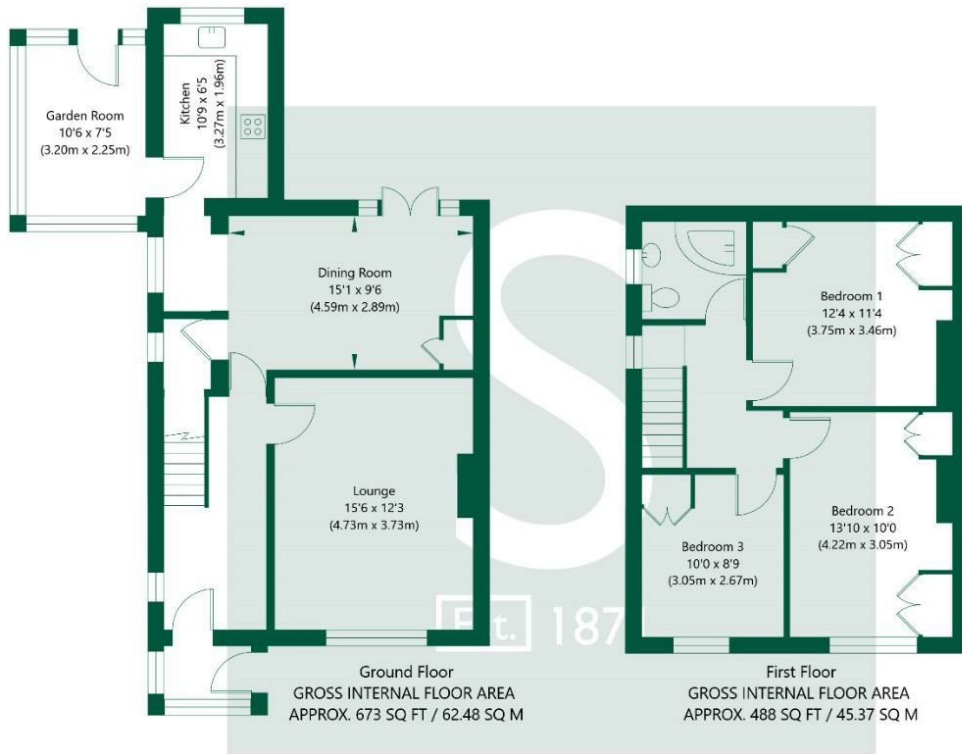 Garden Room
10'6 x 7'5
(3.20m x 2.25m)
Kitchen
10'9 x 6'5
(3.27m x 1.96m)
Dining Room
15'1 x 9'6
(4.59m x 2.89m)
Lounge
15'6 x 12'3
(4.73m x 3.73m)
Ground Floor
GROSS INTERNAL FLOOR AREA
APPROX. 673 SQ FT / 62.48 SQ M
Bedroom 1
12'4 x 11'4
(3.75m x 3.46m)
Bedroom 2
13'10 x 10'0
(4.22m x 3.05m)
Bedroom 3
10'0 x 8'9
(3.05m x 2.67m)
First Floor
GROSS INTERNAL FLOOR AREA
APPROX. 488 SQ FT / 45.37 SQ M
S
Est.